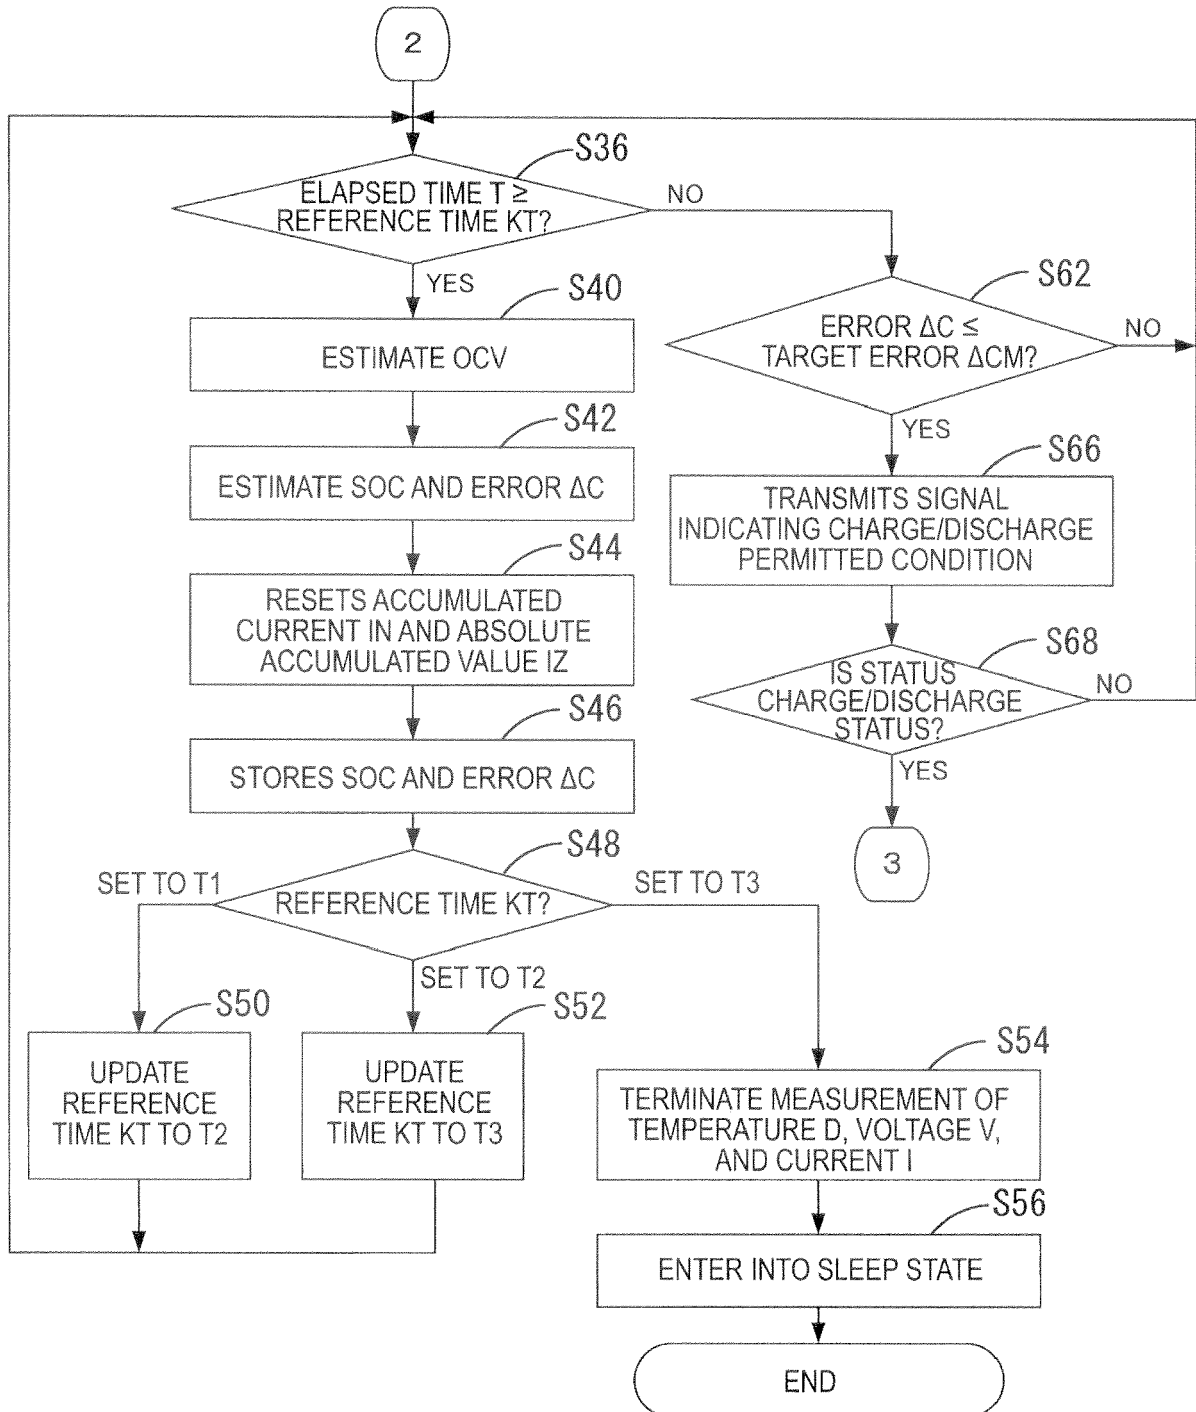 2
S36
ELAPSED TIME T ≥
REFERENCE TIME KT?
NO
YES
S40
ESTIMATE OCV
S42
ESTIMATE SOC AND ERROR ΔC
S44
RESETS ACCUMULATED
CURRENT IN AND ABSOLUTE
ACCUMULATED VALUE IZ
S46
STORES SOC AND ERROR ΔC
S48
REFERENCE TIME KT?
SET TO T1
SET TO T2
SET TO T3
S50
UPDATE
REFERENCE
TIME KT TO T2
S52
UPDATE
REFERENCE
TIME KT TO T3
S54
TERMINATE MEASUREMENT OF
TEMPERATURE D, VOLTAGE V,
AND CURRENT I
S56
ENTER INTO SLEEP STATE
END
S62
ERROR ΔC ≤
TARGET ERROR ΔCM?
NO
YES
S66
TRANSMITS SIGNAL
INDICATING CHARGE/DISCHARGE
PERMITTED CONDITION
S68
IS STATUS
CHARGE/DISCHARGE
STATUS?
NO
YES
3